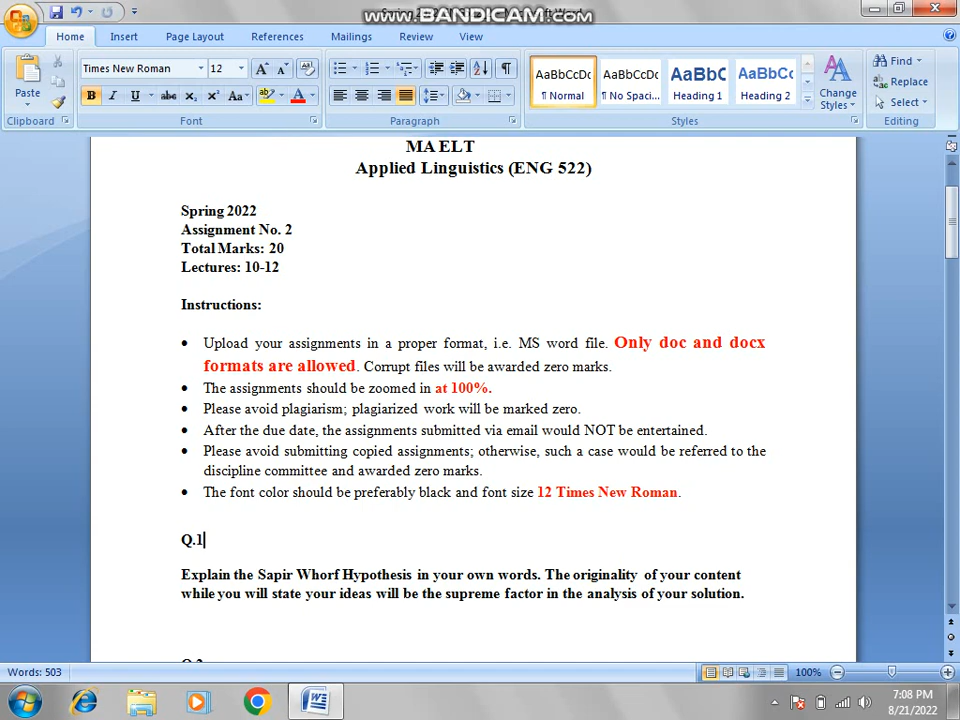 www.BANDICAM.com
Home Insert Page Layout References Mailings Review View
Times New Roman 12
Paste
B I U abc X₂ X² Aa
AaBbCcDc AaBbCcDc AaBbC AaBbCc
¶ Normal ¶ No Spaci... Heading 1 Heading 2
Change
Styles
Find
Replace
Select
Clipboard Font Paragraph Styles Editing
MA ELT
Applied Linguistics (ENG 522)
Spring 2022
Assignment No. 2
Total Marks: 20
Lectures: 10-12
Instructions:
• Upload your assignments in a proper format, i.e. MS word file. Only doc and docx
formats are allowed. Corrupt files will be awarded zero marks.
• The assignments should be zoomed in at 100%.
• Please avoid plagiarism; plagiarized work will be marked zero.
• After the due date, the assignments submitted via email would NOT be entertained.
• Please avoid submitting copied assignments; otherwise, such a case would be referred to the
discipline committee and awarded zero marks.
• The font color should be preferably black and font size 12 Times New Roman.
Q.1
Explain the Sapir Whorf Hypothesis in your own words. The originality of your content
while you will state your ideas will be the supreme factor in the analysis of your solution.
Words: 503
100%
7:08 PM
8/21/2022